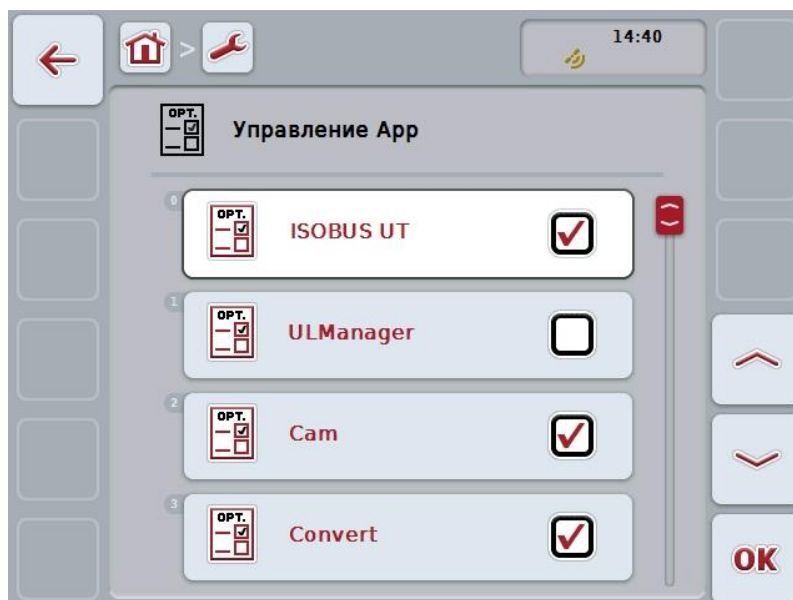 14:40
OPT.
Управление App
0
OPT.
ISOBUS UT
1
OPT.
ULManager
2
OPT.
Cam
3
OPT.
Convert
OK